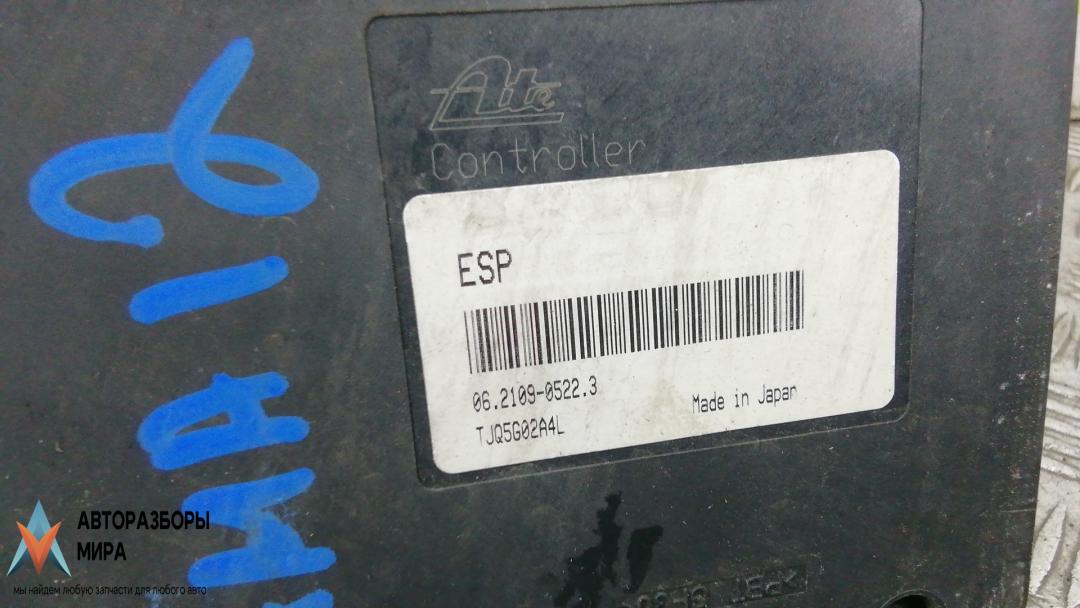 Ate
Controller
ESP
06.2109-0522.3
TJQ5G02A4L
Made in Japan
АВТОРАЗБОРЫ
МИРА
мы найдем любую запчасти для любого авто